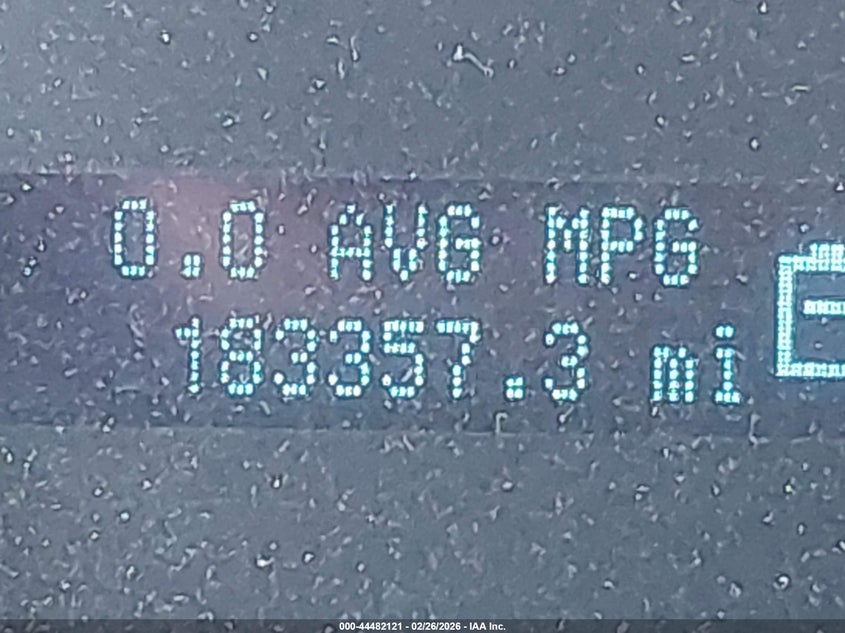 0.0 AVG MPG
183357.3 mi
E
000-44482121 - 02/26/2026 - IAA Inc.